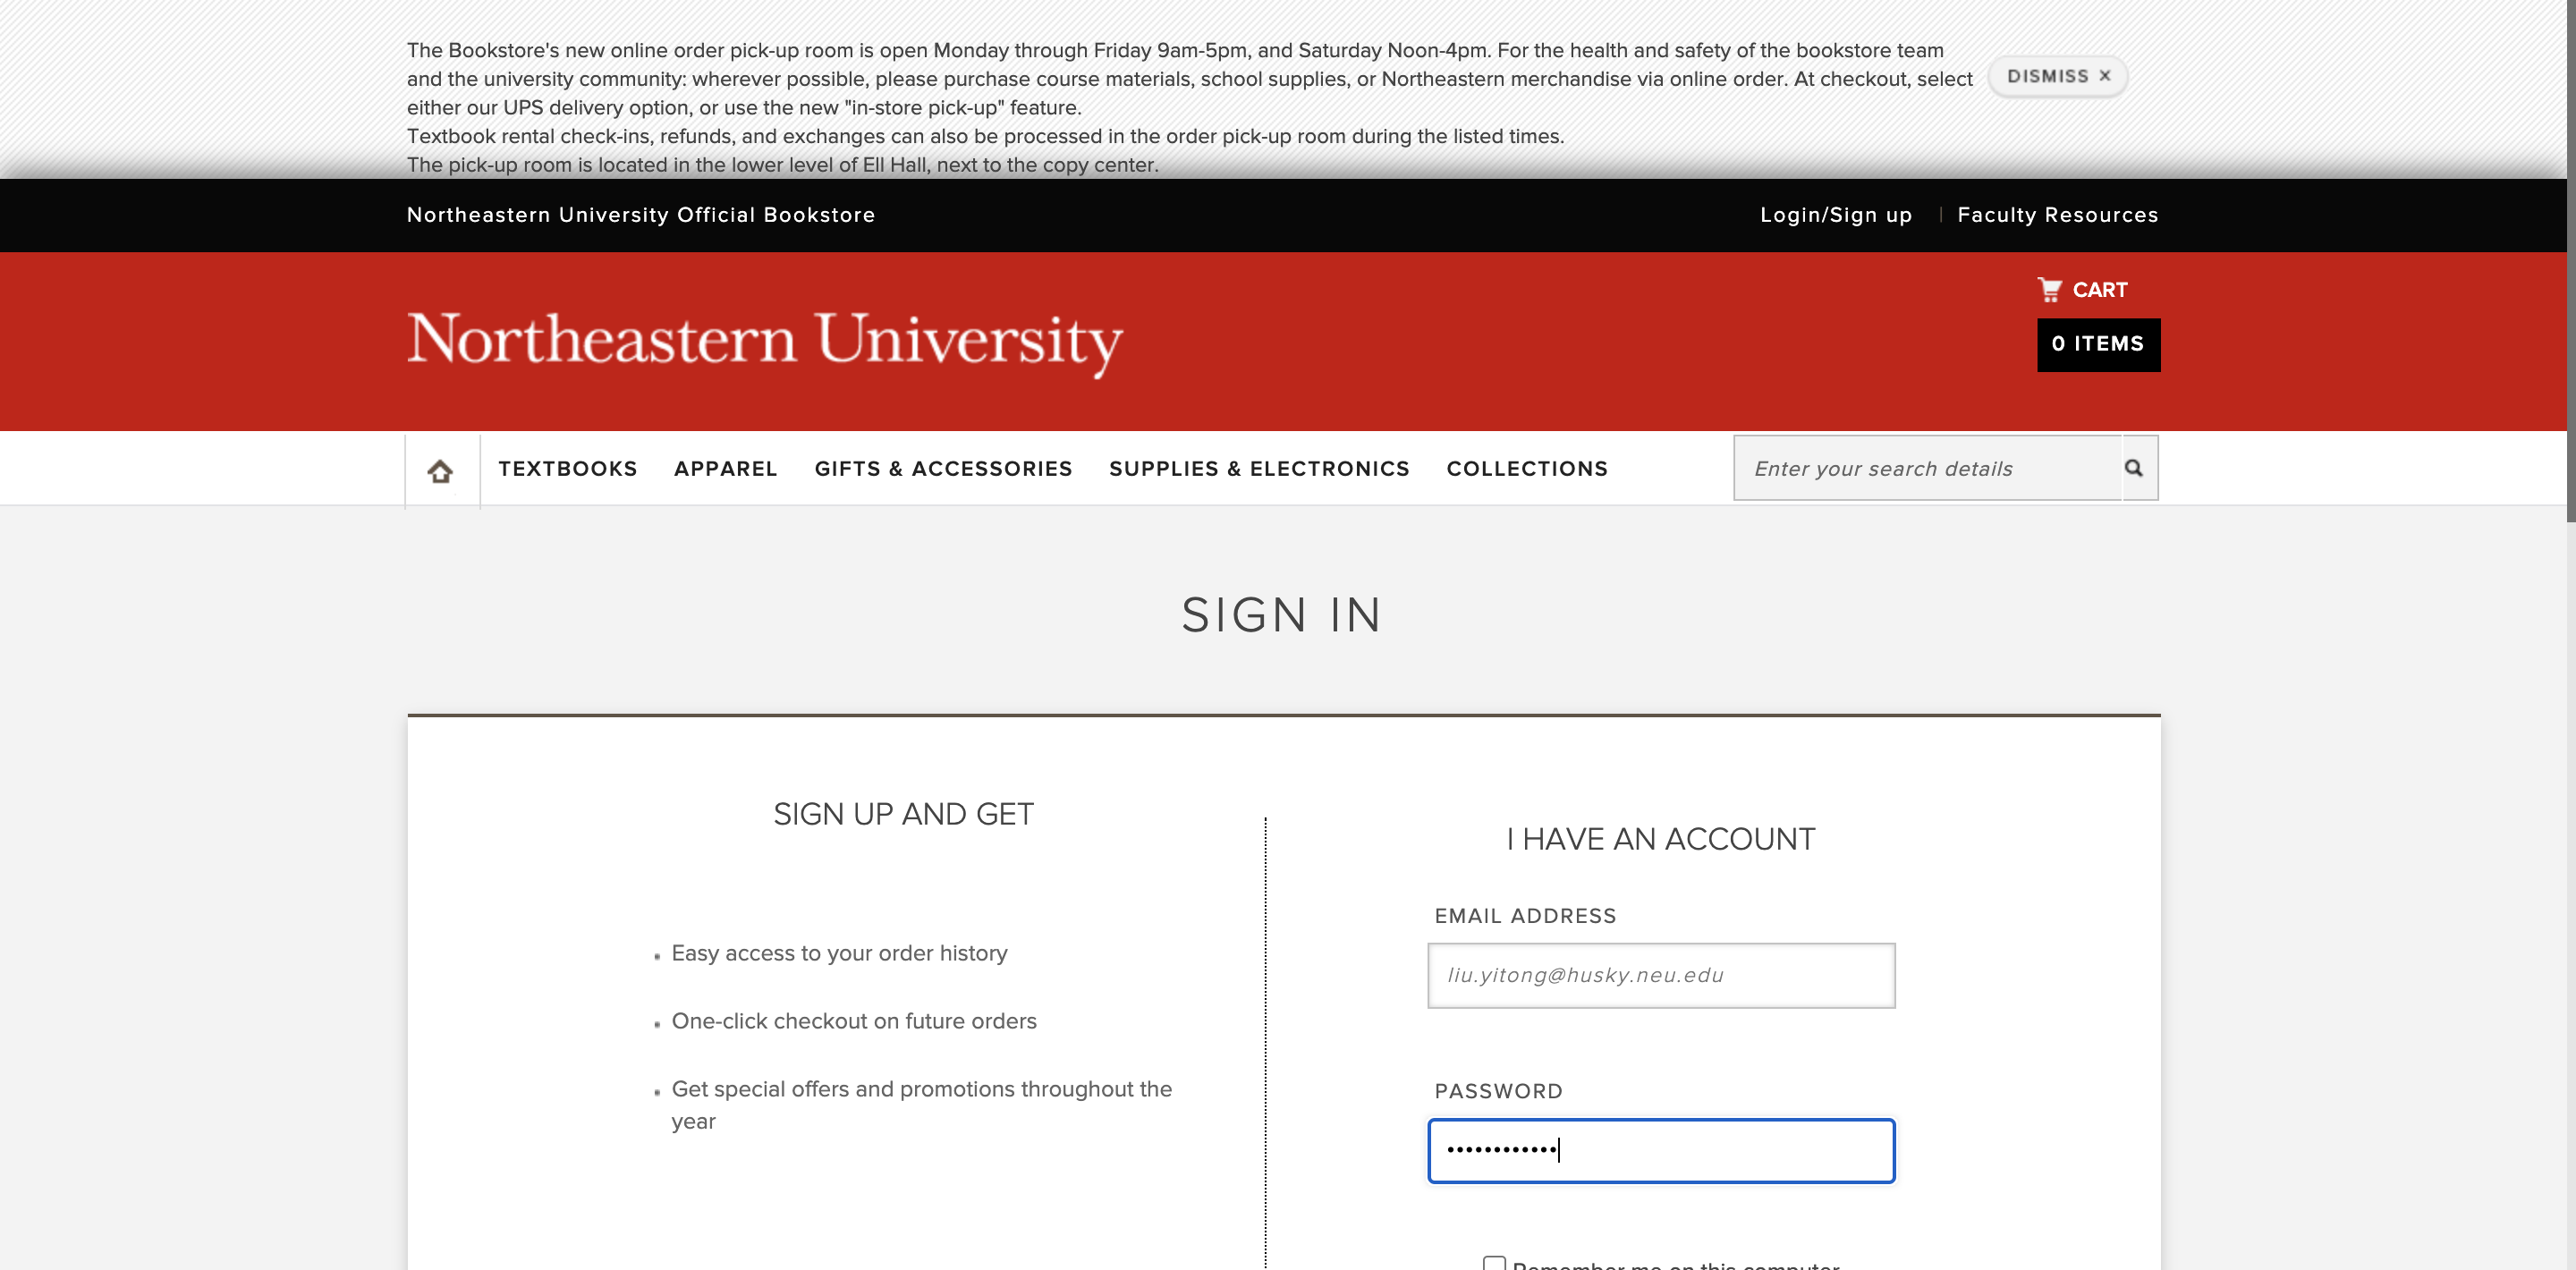 The Bookstore's new online order pick-up room is open Monday through Friday 9am-5pm, and Saturday Noon-4pm. For the health and safety of the bookstore team
and the university community: wherever possible, please purchase course materials, school supplies, or Northeastern merchandise via online order. At checkout, select
either our UPS delivery option, or use the new "in-store pick-up" feature.
Textbook rental check-ins, refunds, and exchanges can also be processed in the order pick-up room during the listed times.
The pick-up room is located in the lower level of Ell Hall, next to the copy center.
DISMISS ×
Northeastern University Official Bookstore
Login/Sign up | Faculty Resources
CART
Northeastern University
0 ITEMS
TEXTBOOKS APPAREL GIFTS & ACCESSORIES SUPPLIES & ELECTRONICS COLLECTIONS
Enter your search details
SIGN IN
SIGN UP AND GET
Easy access to your order history
One-click checkout on future orders
Get special offers and promotions throughout the
year
I HAVE AN ACCOUNT
EMAIL ADDRESS
liu.yitong@husky.neu.edu
PASSWORD
••••••••••••
Remember me on this computer